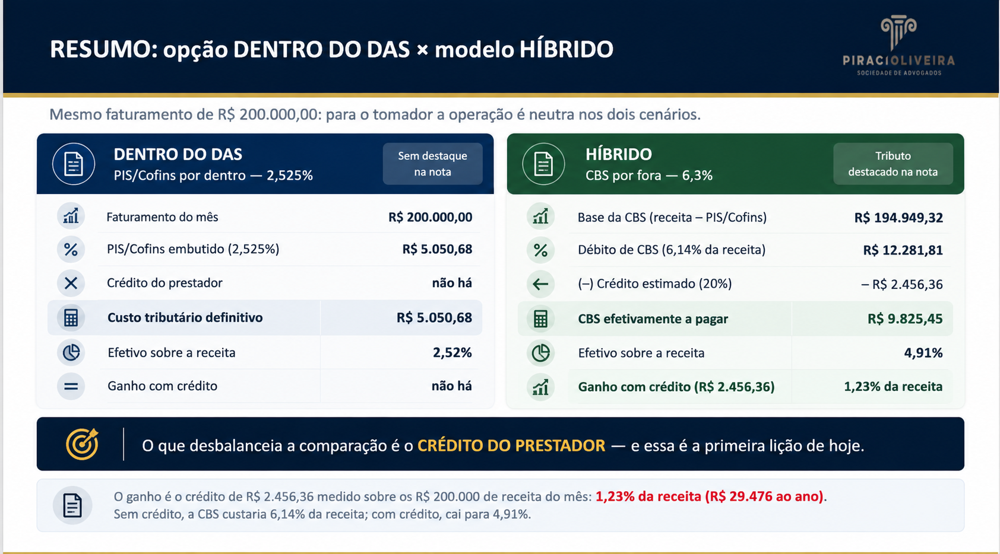 RESUMO: opção DENTRO DO DAS × modelo HÍBRIDO
PIRACIOLIVEIRA
SOCIEDADE DE ADVOGADOS
Mesmo faturamento de R$ 200.000,00: para o tomador a operação é neutra nos dois cenários.
DENTRO DO DAS
PIS/Cofins por dentro — 2,525%
Sem destaque
na nota
Faturamento do mês R$ 200.000,00
PIS/Cofins embutido (2,525%) R$ 5.050,68
Crédito do prestador não há
Custo tributário definitivo R$ 5.050,68
Efetivo sobre a receita 2,52%
Ganho com crédito não há
HÍBRIDO
CBS por fora — 6,3%
Tributo
destacado na nota
Base da CBS (receita – PIS/Cofins) R$ 194.949,32
Débito de CBS (6,14% da receita) R$ 12.281,81
(–) Crédito estimado (20%) – R$ 2.456,36
CBS efetivamente a pagar R$ 9.825,45
Efetivo sobre a receita 4,91%
Ganho com crédito (R$ 2.456,36) 1,23% da receita
O que desbalanceia a comparação é o CRÉDITO DO PRESTADOR — e essa é a primeira lição de hoje.
O ganho é o crédito de R$ 2.456,36 medido sobre os R$ 200.000 de receita do mês: 1,23% da receita (R$ 29.476 ao ano).
Sem crédito, a CBS custaria 6,14% da receita; com crédito, cai para 4,91%.